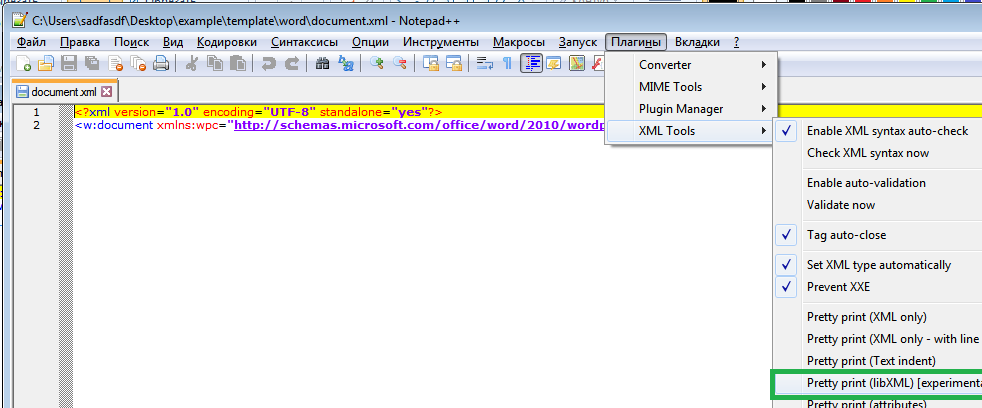 C:\Users\sadfasdf\Desktop\example\template\word\document.xml - Notepad++
Файл Правка Поиск Вид Кодировки Синтаксисы Опции Инструменты Макросы Запуск Плагины Вкладки ?
document.xml
1 <?xml version="1.0" encoding="UTF-8" standalone="yes"?>
2 <w:document xmlns:wpc="http://schemas.microsoft.com/office/word/2010/wordp
Converter
MIME Tools
Plugin Manager
XML Tools
Enable XML syntax auto-check
Check XML syntax now
Enable auto-validation
Validate now
Tag auto-close
Set XML type automatically
Prevent XXE
Pretty print (XML only)
Pretty print (XML only - with line
Pretty print (Text indent)
Pretty print (libXML) [experimenta
Pretty print (attributes)